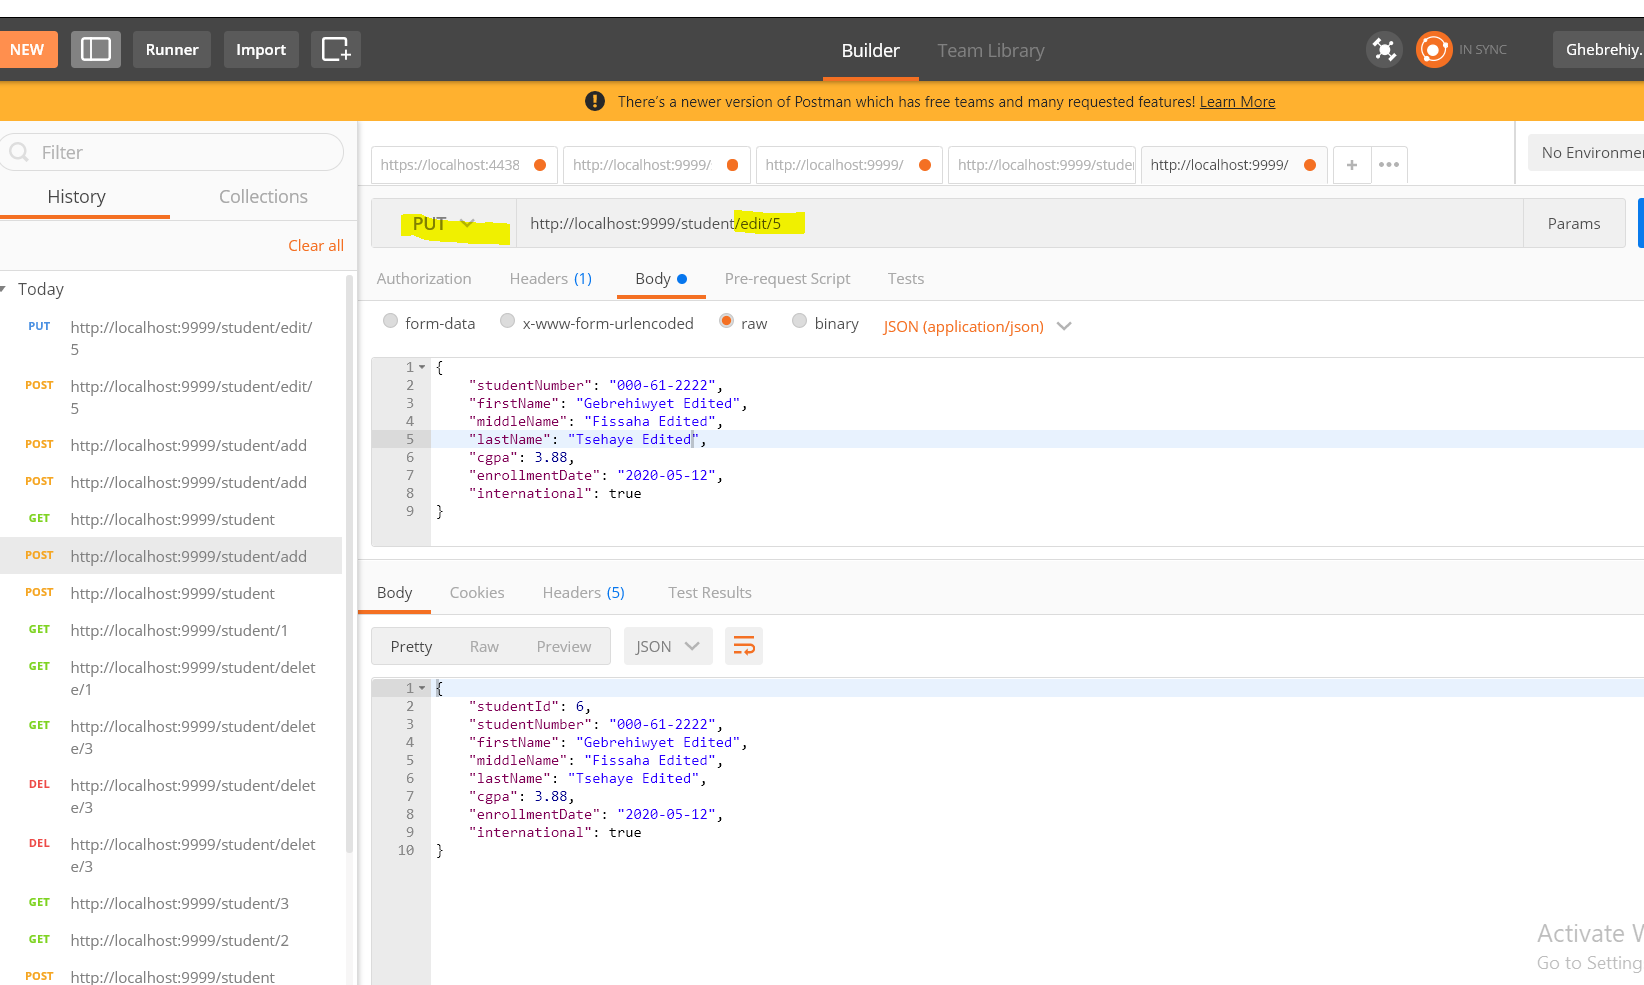 NEW
Runner
Import
Builder
Team Library
IN SYNC
Ghebrehiy.
There's a newer version of Postman which has free teams and many requested features! Learn More
Filter
History
Collections
Clear all
Today
PUT http://localhost:9999/student/edit/
5
POST http://localhost:9999/student/edit/
5
POST http://localhost:9999/student/add
POST http://localhost:9999/student/add
GET http://localhost:9999/student
POST http://localhost:9999/student/add
POST http://localhost:9999/student
GET http://localhost:9999/student/1
GET http://localhost:9999/student/delet
e/1
GET http://localhost:9999/student/delet
e/3
DEL http://localhost:9999/student/delet
e/3
DEL http://localhost:9999/student/delet
e/3
GET http://localhost:9999/student/3
GET http://localhost:9999/student/2
POST http://localhost:9999/student
https://localhost:4438
http://localhost:9999/
http://localhost:9999/
http://localhost:9999/studen
http://localhost:9999/
No Environmen
PUT
http://localhost:9999/student/edit/5
Params
Authorization
Headers (1)
Body
Pre-request Script
Tests
form-data
x-www-form-urlencoded
raw
binary
JSON (application/json)
1 {
2 "studentNumber": "000-61-2222",
3 "firstName": "Gebrehiwyet Edited",
4 "middleName": "Fissaha Edited",
5 "lastName": "Tsehaye Edited",
6 "cgpa": 3.88,
7 "enrollmentDate": "2020-05-12",
8 "international": true
9 }
Body
Cookies
Headers (5)
Test Results
Pretty
Raw
Preview
JSON
1 {
2 "studentId": 6,
3 "studentNumber": "000-61-2222",
4 "firstName": "Gebrehiwyet Edited",
5 "middleName": "Fissaha Edited",
6 "lastName": "Tsehaye Edited",
7 "cgpa": 3.88,
8 "enrollmentDate": "2020-05-12",
9 "international": true
10 }
Activate W
Go to Setting